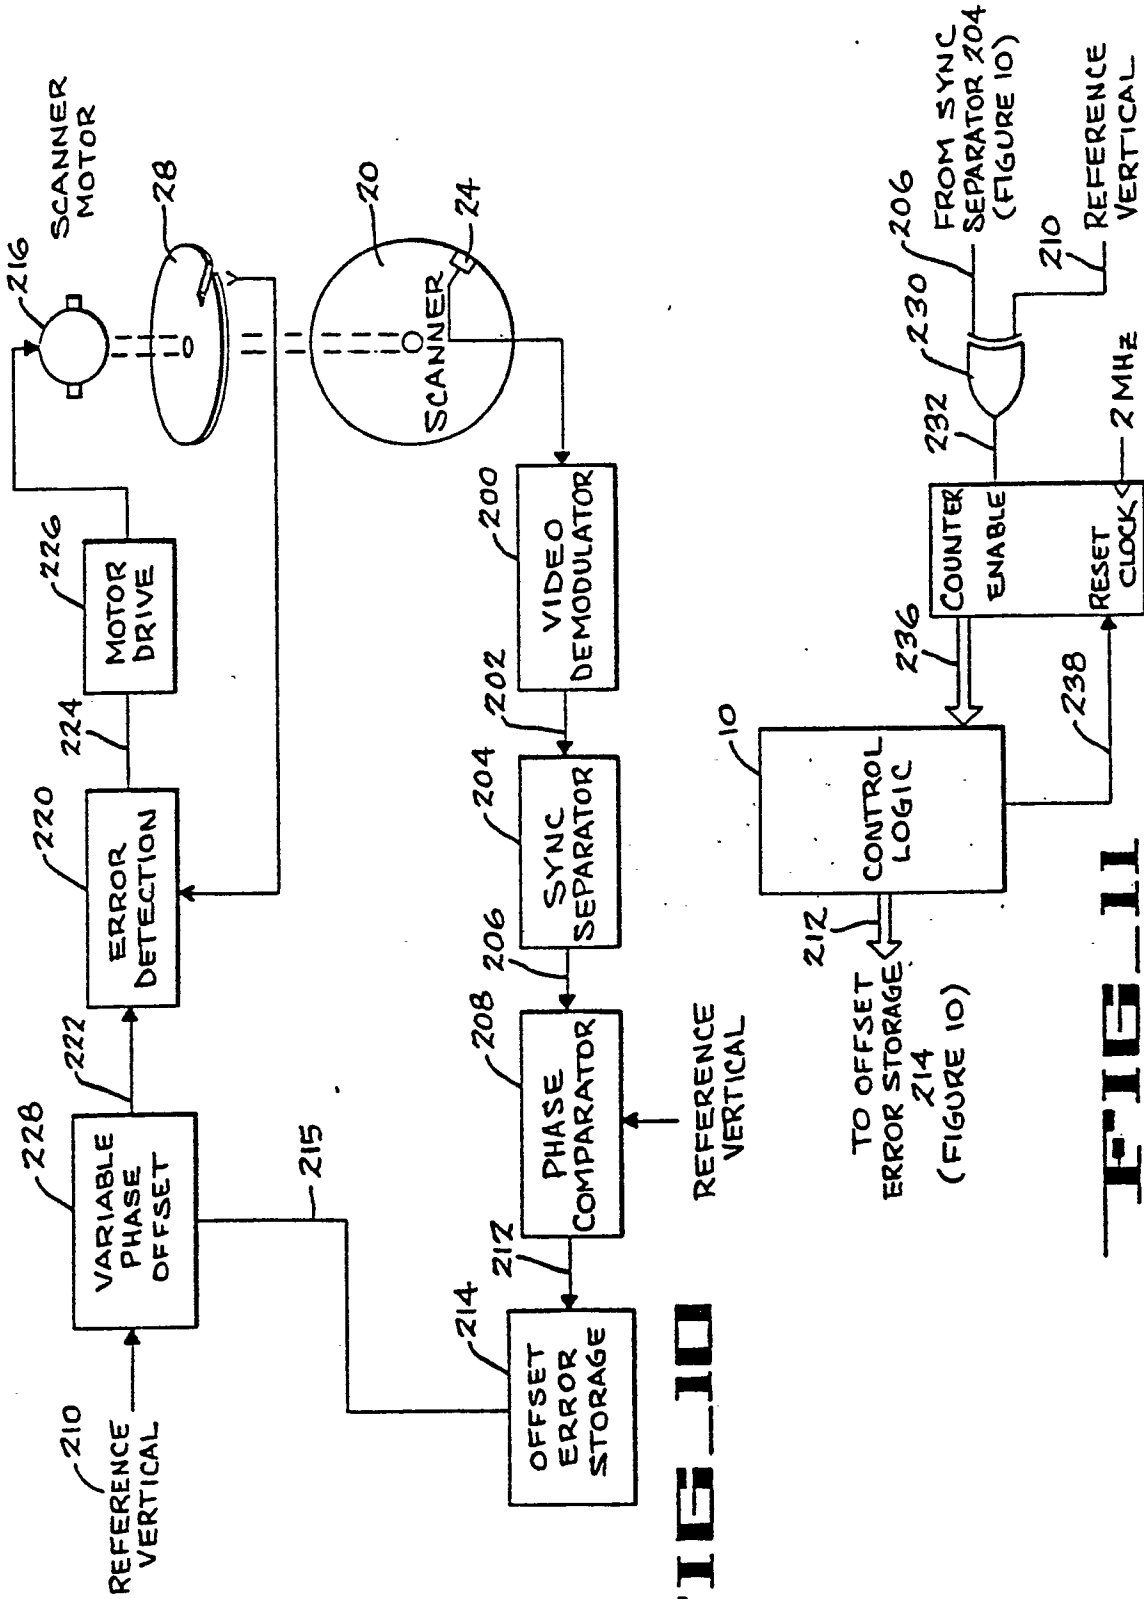 210
REFERENCE
VERTICAL
228
VARIABLE
PHASE
OFFSET
222
220
ERROR
DETECTION
224
226
MOTOR
DRIVE
216
SCANNER
MOTOR
28
215
20
SCANNER
24
214
OFFSET
ERROR
STORAGE
212
208
PHASE
COMPARATOR
REFERENCE
VERTICAL
206
204
SYNC
SEPARATOR
202
200
VIDEO
DEMODULATOR
FIG_10
TO OFFSET
ERROR STORAGE
214
(FIGURE 10)
212
10
CONTROL
LOGIC
236
238
COUNTER
ENABLE
RESET
CLOCK
2 MHz
232
230
206
FROM SYNC
SEPARATOR 204
(FIGURE 10)
210
REFERENCE
VERTICAL
FIG_11